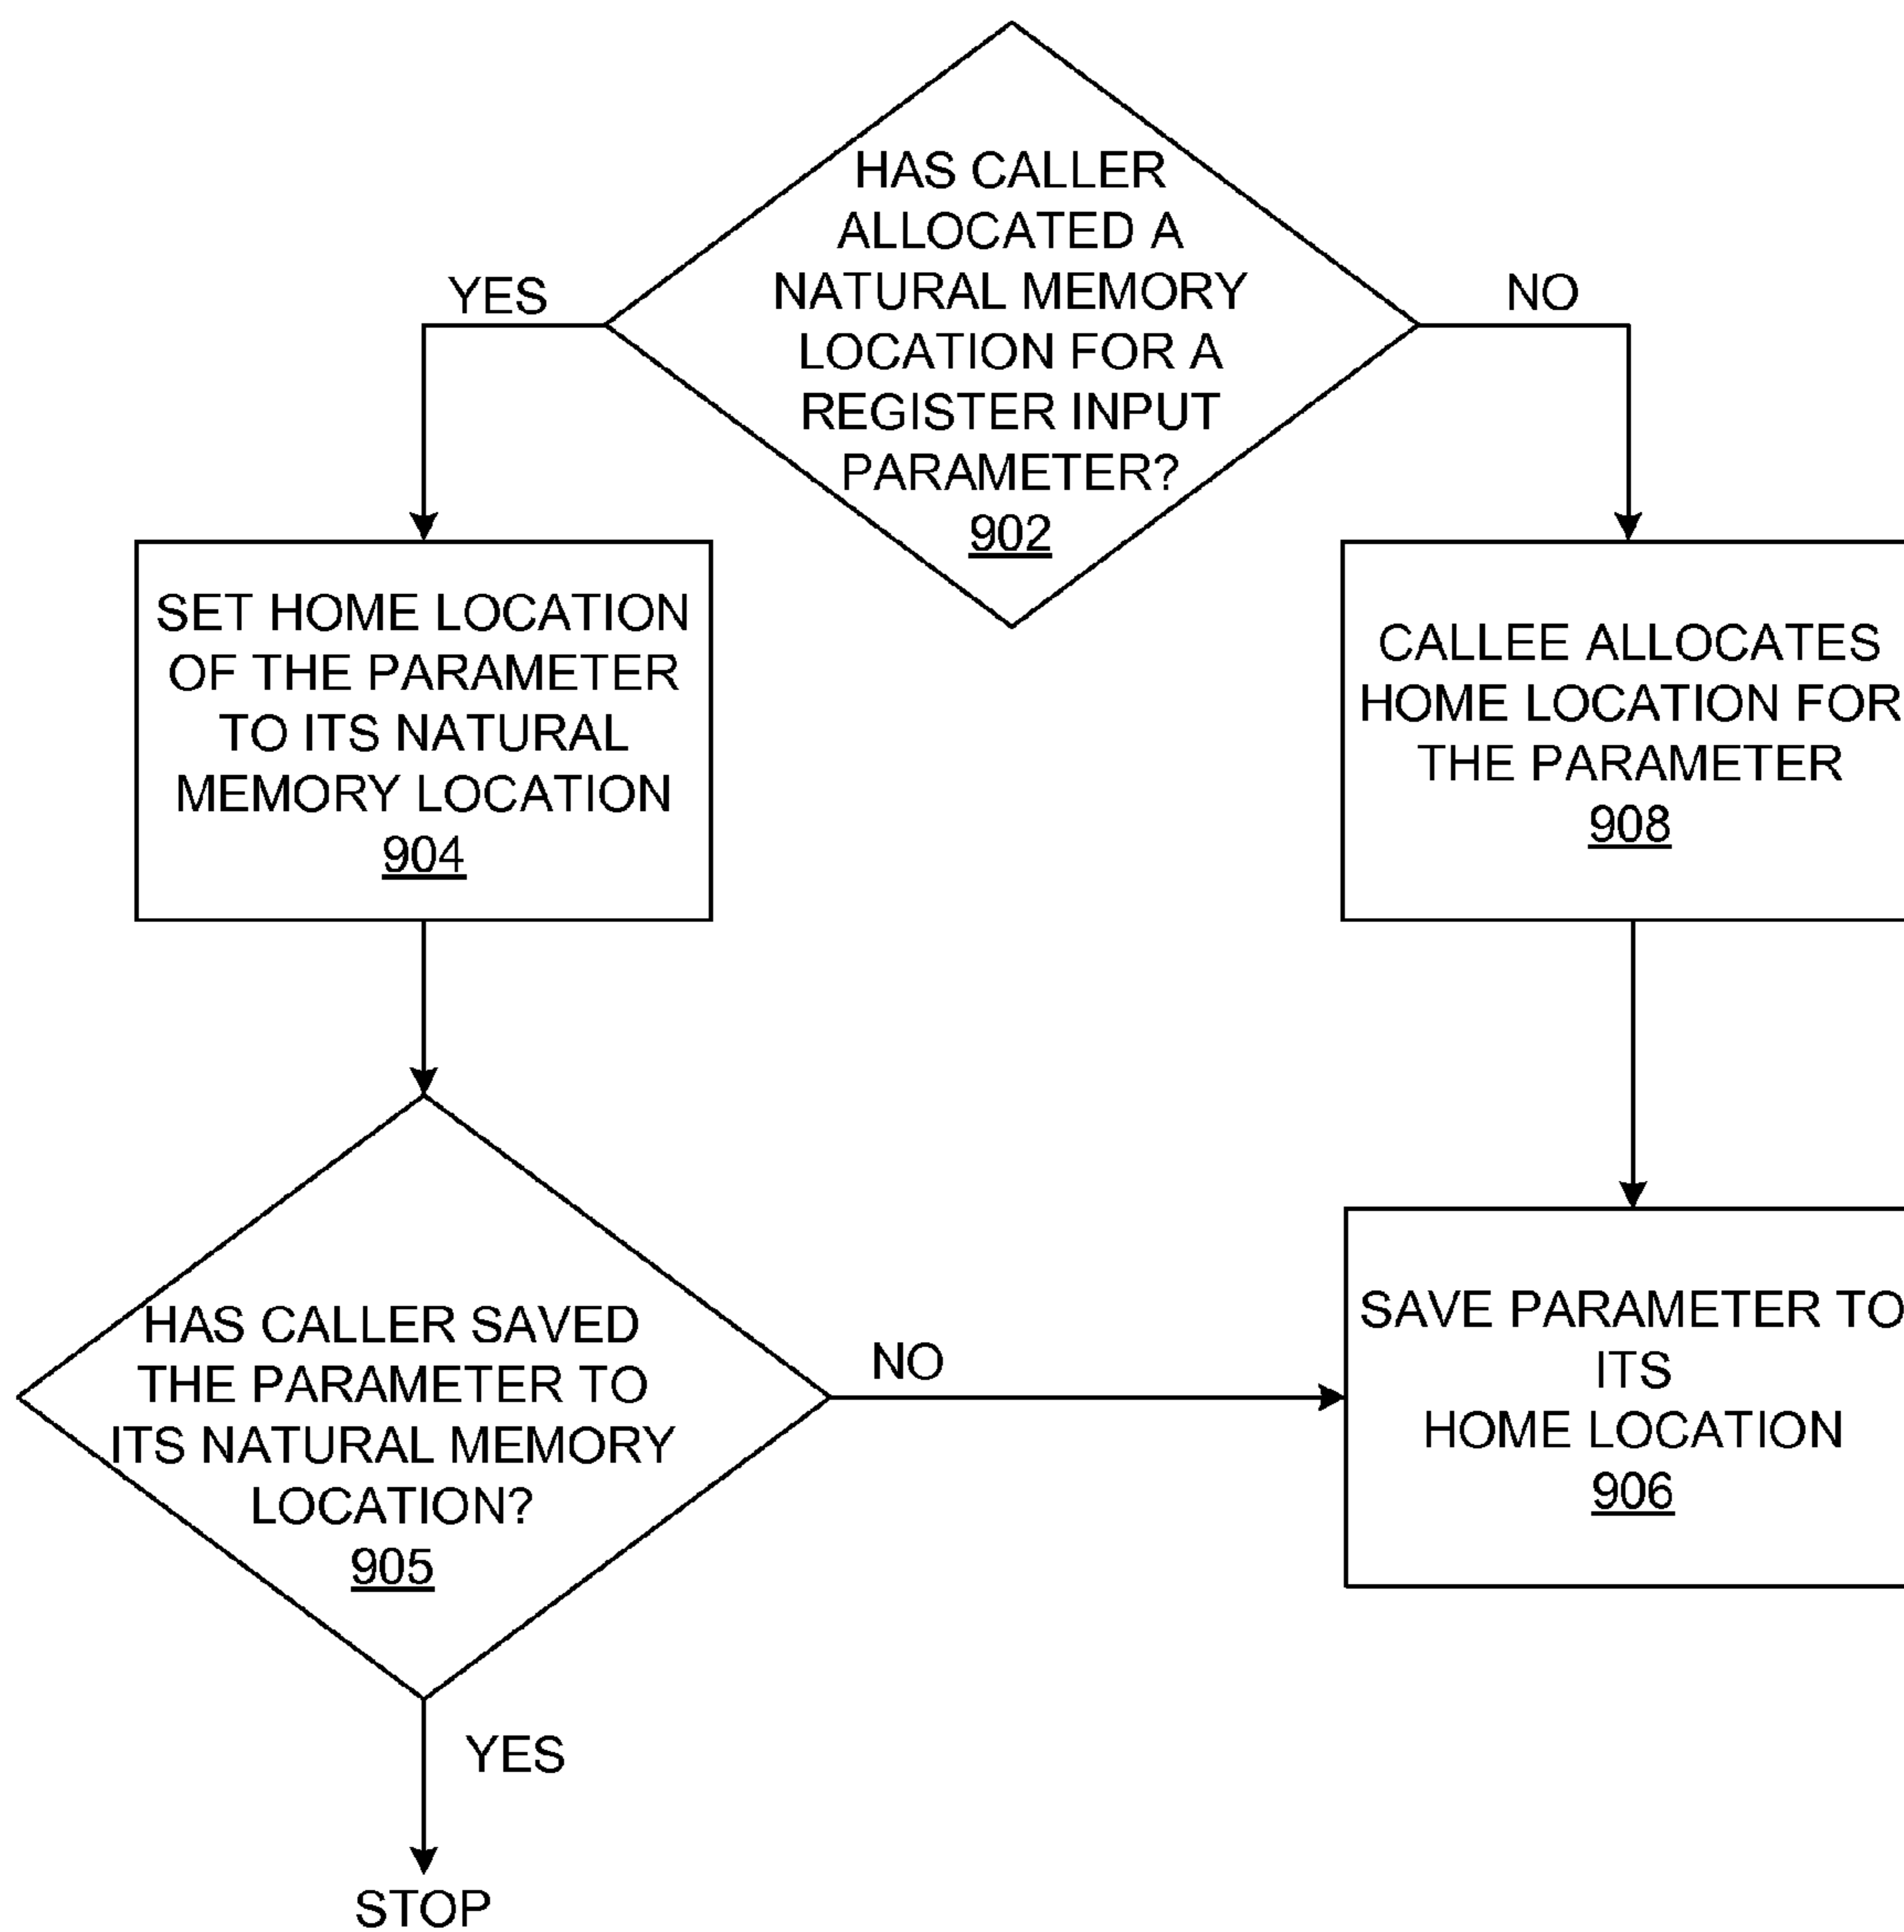 HAS CALLER
ALLOCATED A
NATURAL MEMORY
LOCATION FOR A
REGISTER INPUT
PARAMETER?
902
YES
NO
SET HOME LOCATION
OF THE PARAMETER
TO ITS NATURAL
MEMORY LOCATION
904
CALLEE ALLOCATES
HOME LOCATION FOR
THE PARAMETER
908
HAS CALLER SAVED
THE PARAMETER TO
ITS NATURAL MEMORY
LOCATION?
905
NO
SAVE PARAMETER TO
ITS
HOME LOCATION
906
YES
STOP